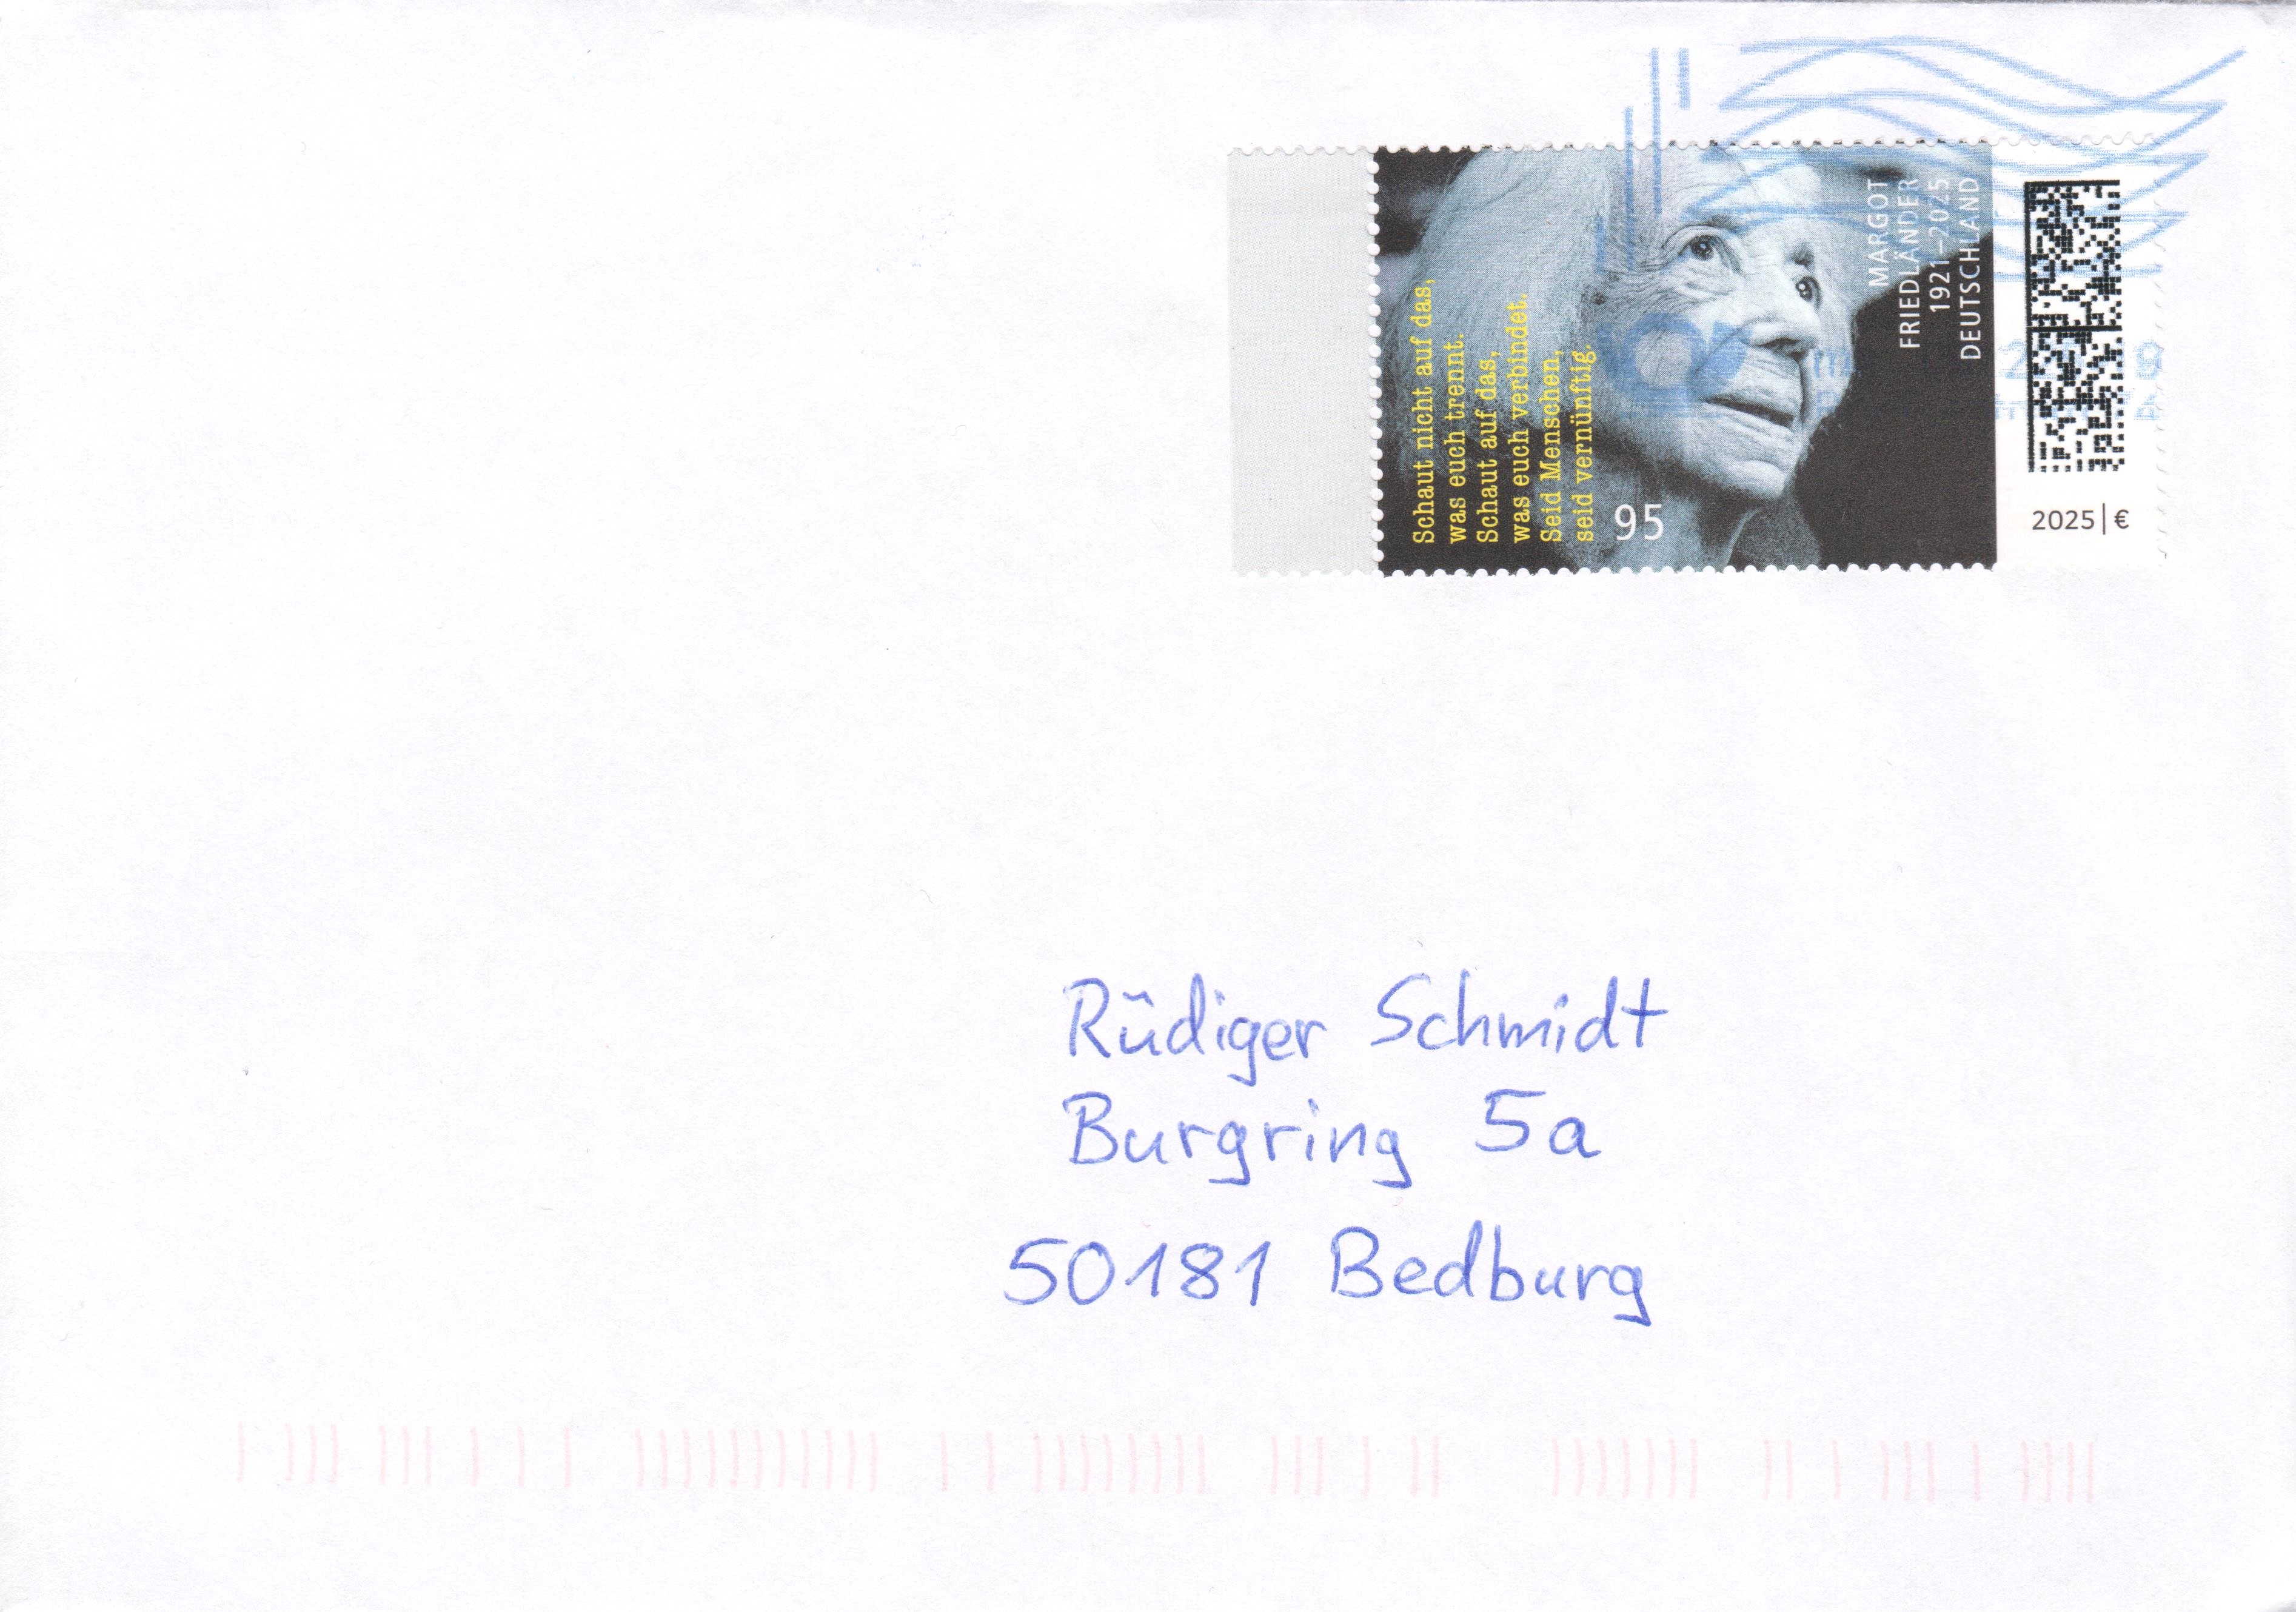 Schaut nicht auf das,
was euch trennt.
Schaut auf das,
was euch verbindet.
Seid Menschen,
seid vernünftig.
95
MARGOT
FRIEDLÄNDER
1921–2025
DEUTSCHLAND
2025|€
Rüdiger Schmidt
Burgring 5a
50181 Bedburg